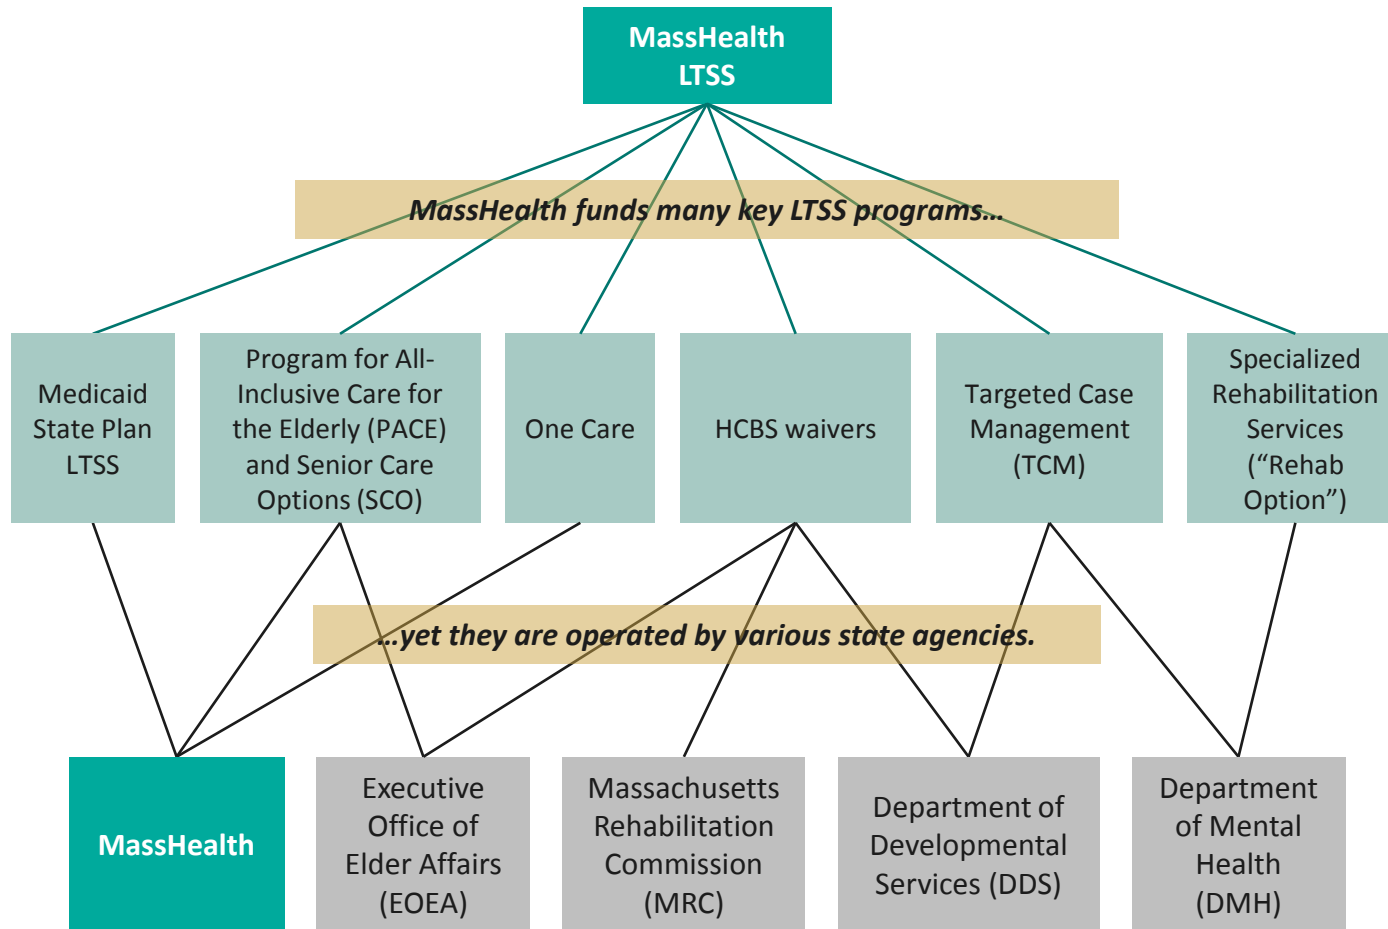 MassHealth
LTSS
MassHealth funds many key LTSS programs…
Medicaid
State Plan
LTSS
Program for All-
Inclusive Care for
the Elderly (PACE)
and Senior Care
Options (SCO)
One Care
HCBS waivers
Targeted Case
Management
(TCM)
Specialized
Rehabilitation
Services
(“Rehab
Option”)
…yet they are operated by various state agencies.
MassHealth
Executive
Office of
Elder Affairs
(EOEA)
Massachusetts
Rehabilitation
Commission
(MRC)
Department of
Developmental
Services (DDS)
Department
of Mental
Health
(DMH)